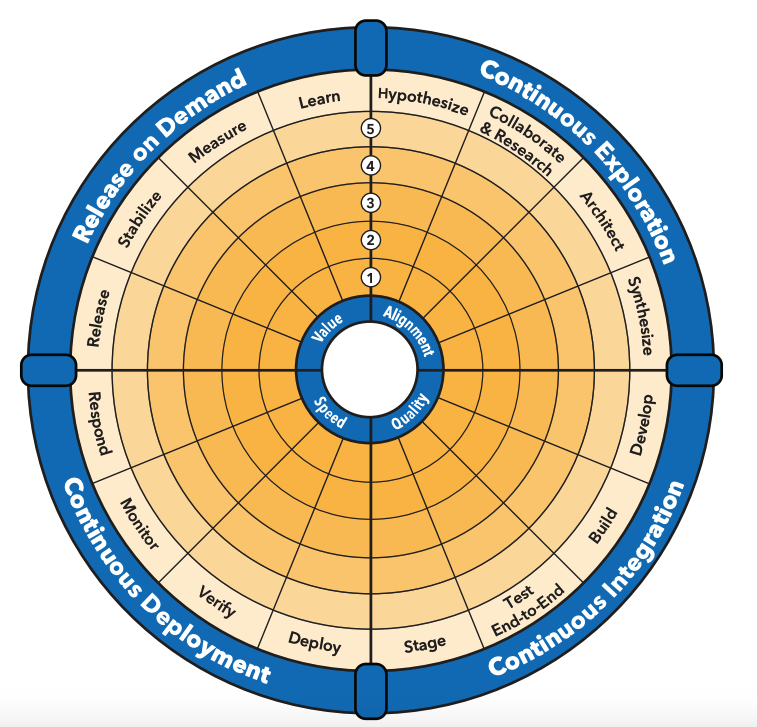 Continuous Exploration
Hypothesize
Collaborate
& Research
Architect
Synthesize
Continuous Integration
Develop
Build
Test
End-to-End
Stage
Continuous Deployment
Deploy
Verify
Monitor
Respond
Release on Demand
Release
Stabilize
Measure
Learn
5
4
3
2
1
Value
Alignment
Quality
Speed